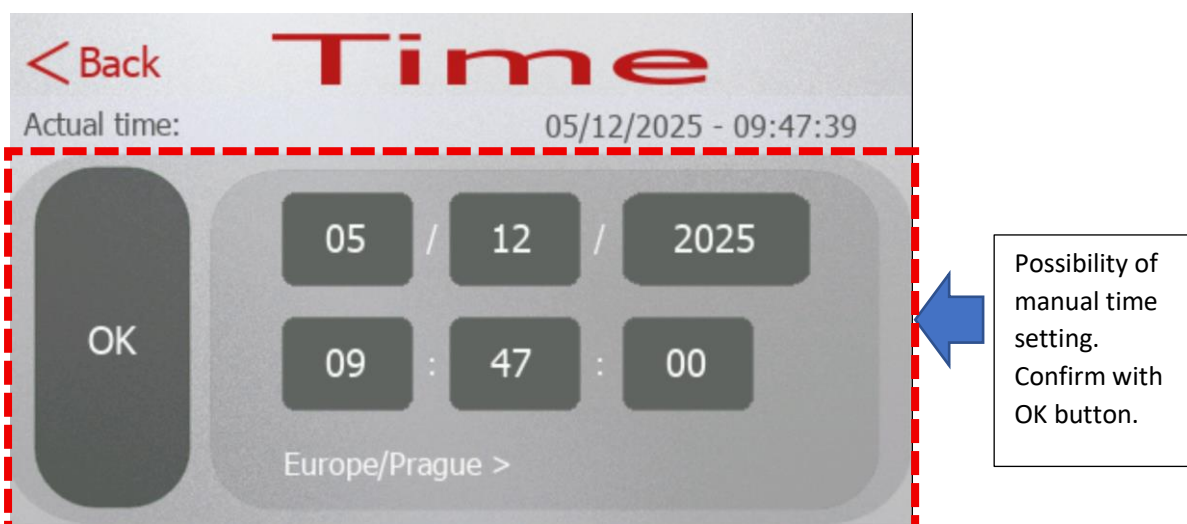 < Back
Time
Actual time:
05/12/2025 - 09:47:39
OK
05 / 12 / 2025
09 : 47 : 00
Europe/Prague >
Possibility of
manual time
setting.
Confirm with
OK button.